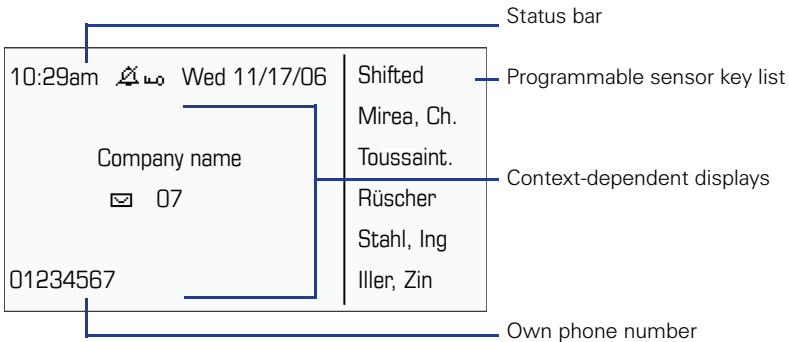 Status bar
10:29am Wed 11/17/06
Shifted
Programmable sensor key list
Mirea, Ch.
Company name
Toussaint.
Context-dependent displays
07
Rüscher
Stahl, Ing
01234567
Iller, Zin
Own phone number